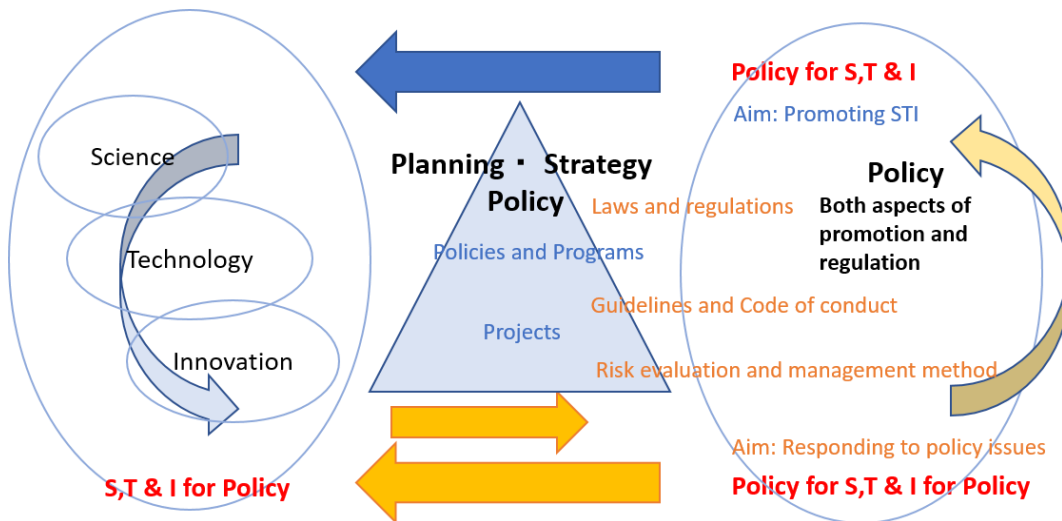 Science
Technology
Innovation
S,T & I for Policy
Planning ・ Strategy
Policy
Policies and Programs
Projects
Laws and regulations
Guidelines and Code of conduct
Risk evaluation and management method
Policy for S,T & I
Aim: Promoting STI
Policy
Both aspects of
promotion and
regulation
Aim: Responding to policy issues
Policy for S,T & I for Policy